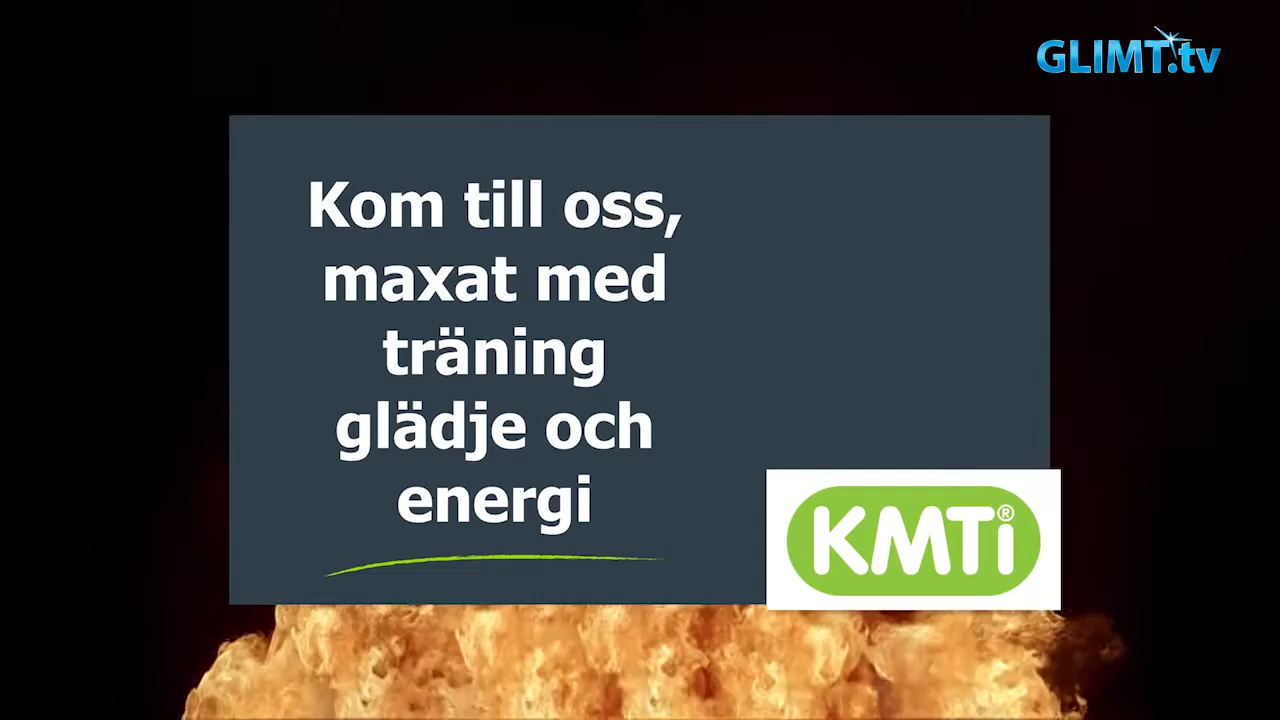 GLIMT.tv
Kom till oss,
maxat med
träning
glädje och
energi
KMTi®